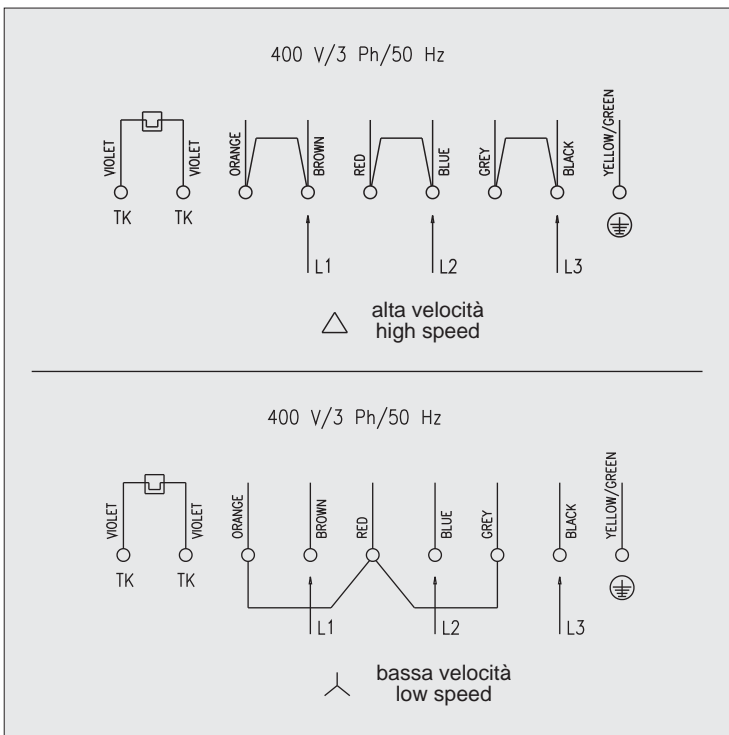 400 V/3 Ph/50 Hz
VIOLET VIOLET ORANGE BROWN RED BLUE GREY BLACK YELLOW/GREEN
TK TK
L1 L2 L3
alta velocità
high speed
400 V/3 Ph/50 Hz
VIOLET VIOLET ORANGE BROWN RED BLUE GREY BLACK YELLOW/GREEN
TK TK
L1 L2 L3
bassa velocità
low speed